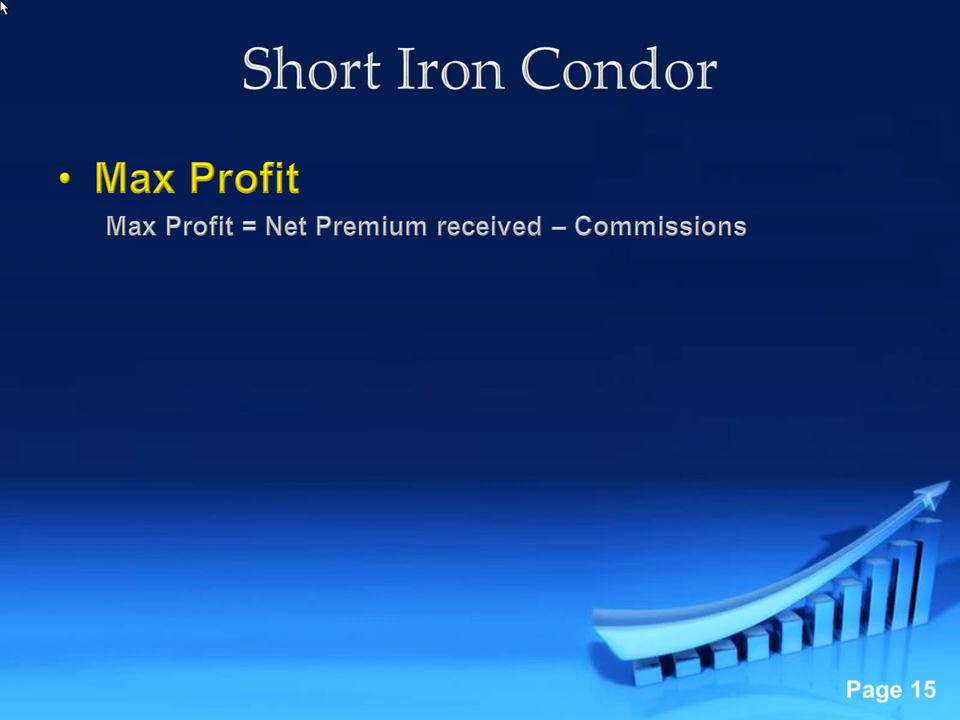 Short Iron Condor
• Max Profit
Max Profit = Net Premium received – Commissions
Page 15